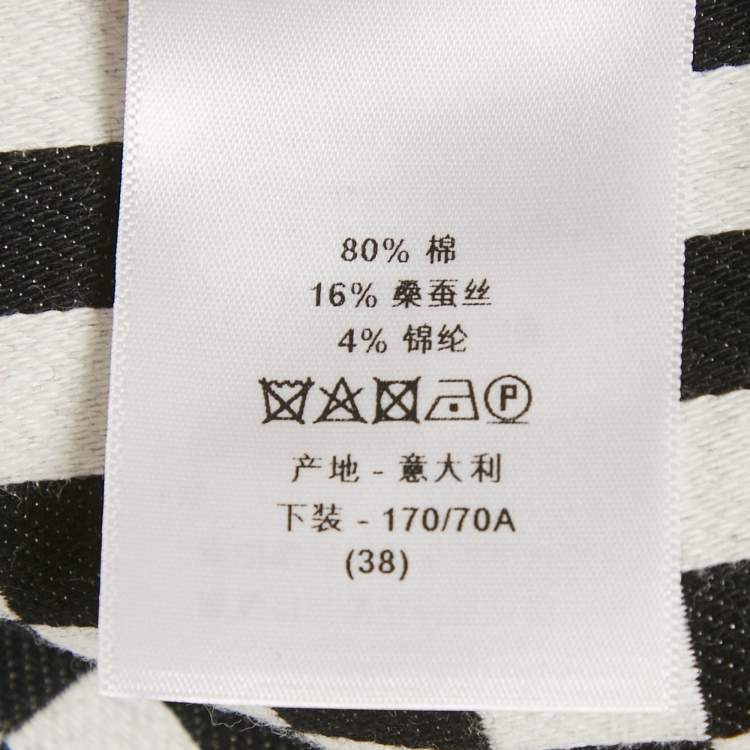 80% 棉
16% 桑蚕丝
4% 锦纶
P
产地 - 意大利
下装 - 170/70A
(38)